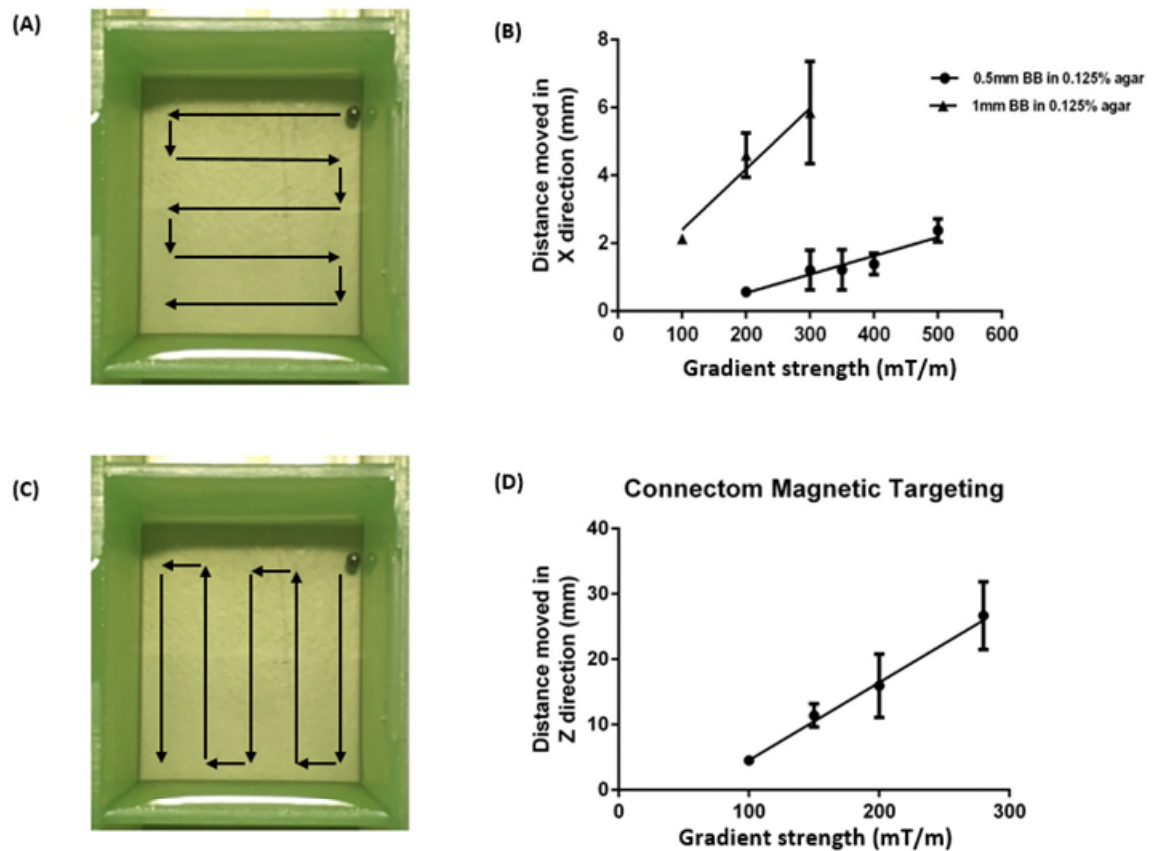 (A)
(B)
8
6
4
2
0
0 100 200 300 400 500 600
Distance moved in
X direction (mm)
Gradient strength (mT/m)
0.5mm BB in 0.125% agar
1mm BB in 0.125% agar
(C)
(D)
Connectom Magnetic Targeting
40
30
20
10
0
0 100 200 300
Distance moved in
Z direction (mm)
Gradient strength (mT/m)